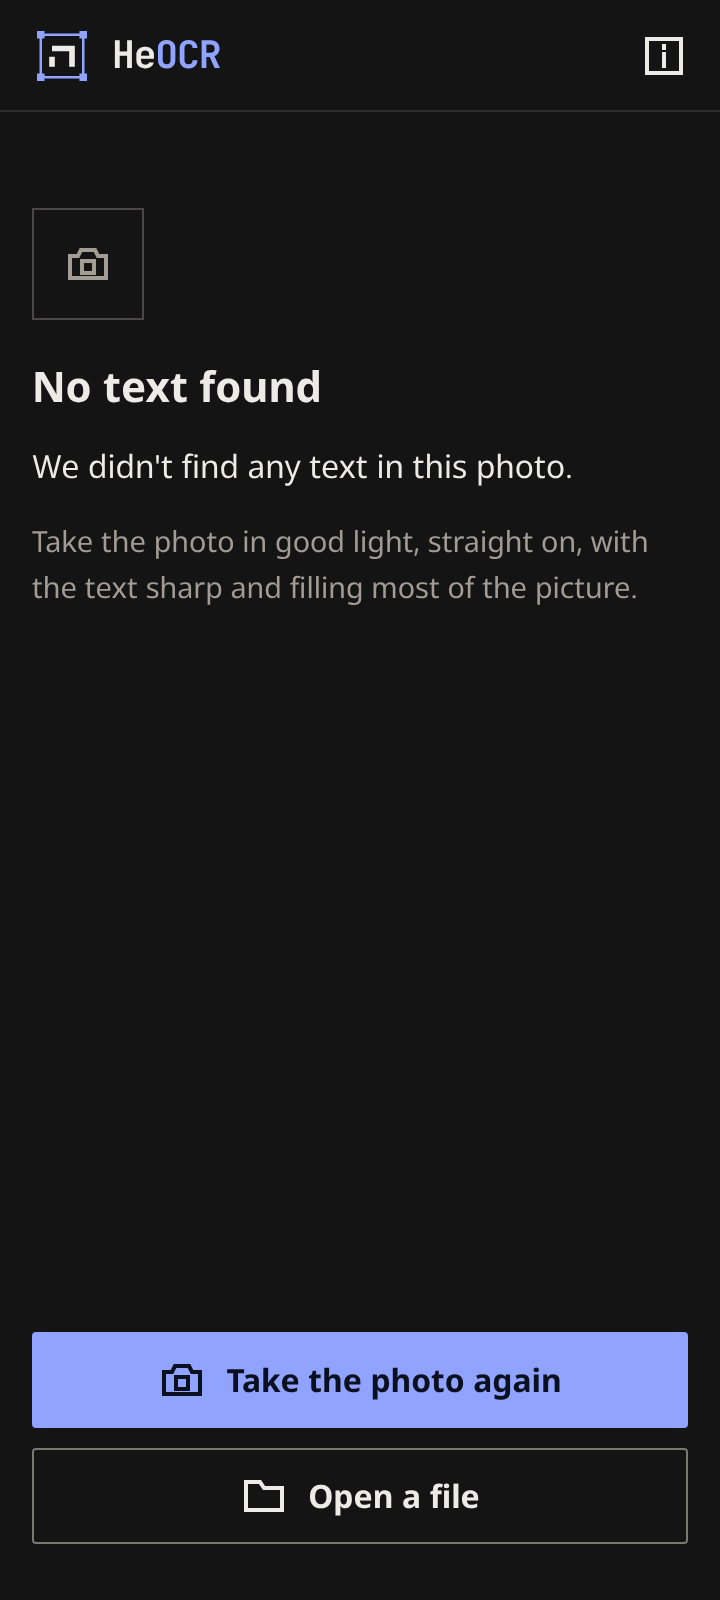 HeOCR
No text found
We didn't find any text in this photo.
Take the photo in good light, straight on, with
the text sharp and filling most of the picture.
Take the photo again
Open a file